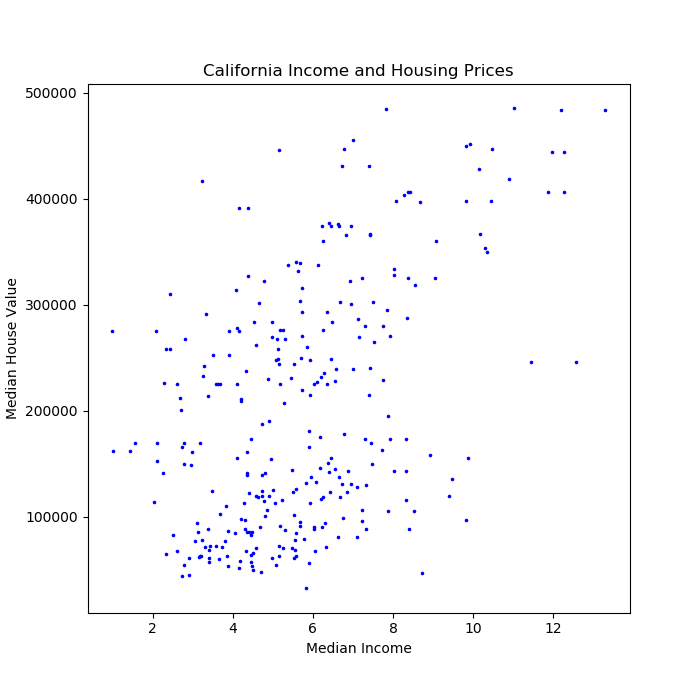 California Income and Housing Prices
500000
400000
300000
200000
100000
Median House Value
2 4 6 8 10 12
Median Income